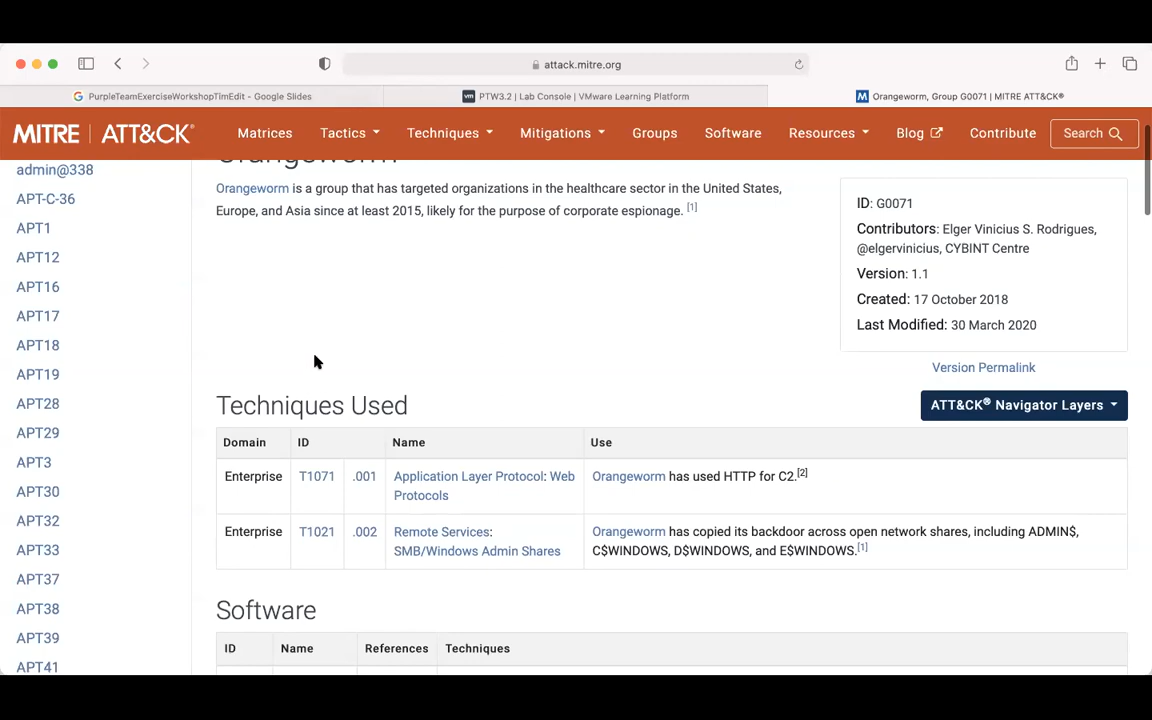 attack.mitre.org
PurpleTeamExerciseWorkshopTImEdit - Google Slides
vm PTW3.2 | Lab Console | VMware Learning Platform
M Orangeworm, Group G0071 | MITRE ATT&CK®
MITRE | ATT&CK®
Matrices Tactics Techniques Mitigations Groups Software Resources Blog Contribute Search
Orangeworm
admin@338
APT-C-36
APT1
APT12
APT16
APT17
APT18
APT19
APT28
APT29
APT3
APT30
APT32
APT33
APT37
APT38
APT39
APT41
Orangeworm is a group that has targeted organizations in the healthcare sector in the United States,
Europe, and Asia since at least 2015, likely for the purpose of corporate espionage. [1]
ID: G0071
Contributors: Elger Vinicius S. Rodrigues,
@elgervinicius, CYBINT Centre
Version: 1.1
Created: 17 October 2018
Last Modified: 30 March 2020
Version Permalink
Techniques Used
ATT&CK® Navigator Layers
Domain ID Name Use
Enterprise T1071 .001 Application Layer Protocol: Web
Protocols
Orangeworm has used HTTP for C2.[2]
Enterprise T1021 .002 Remote Services:
SMB/Windows Admin Shares
Orangeworm has copied its backdoor across open network shares, including ADMIN$,
C$WINDOWS, D$WINDOWS, and E$WINDOWS.[1]
Software
ID Name References Techniques